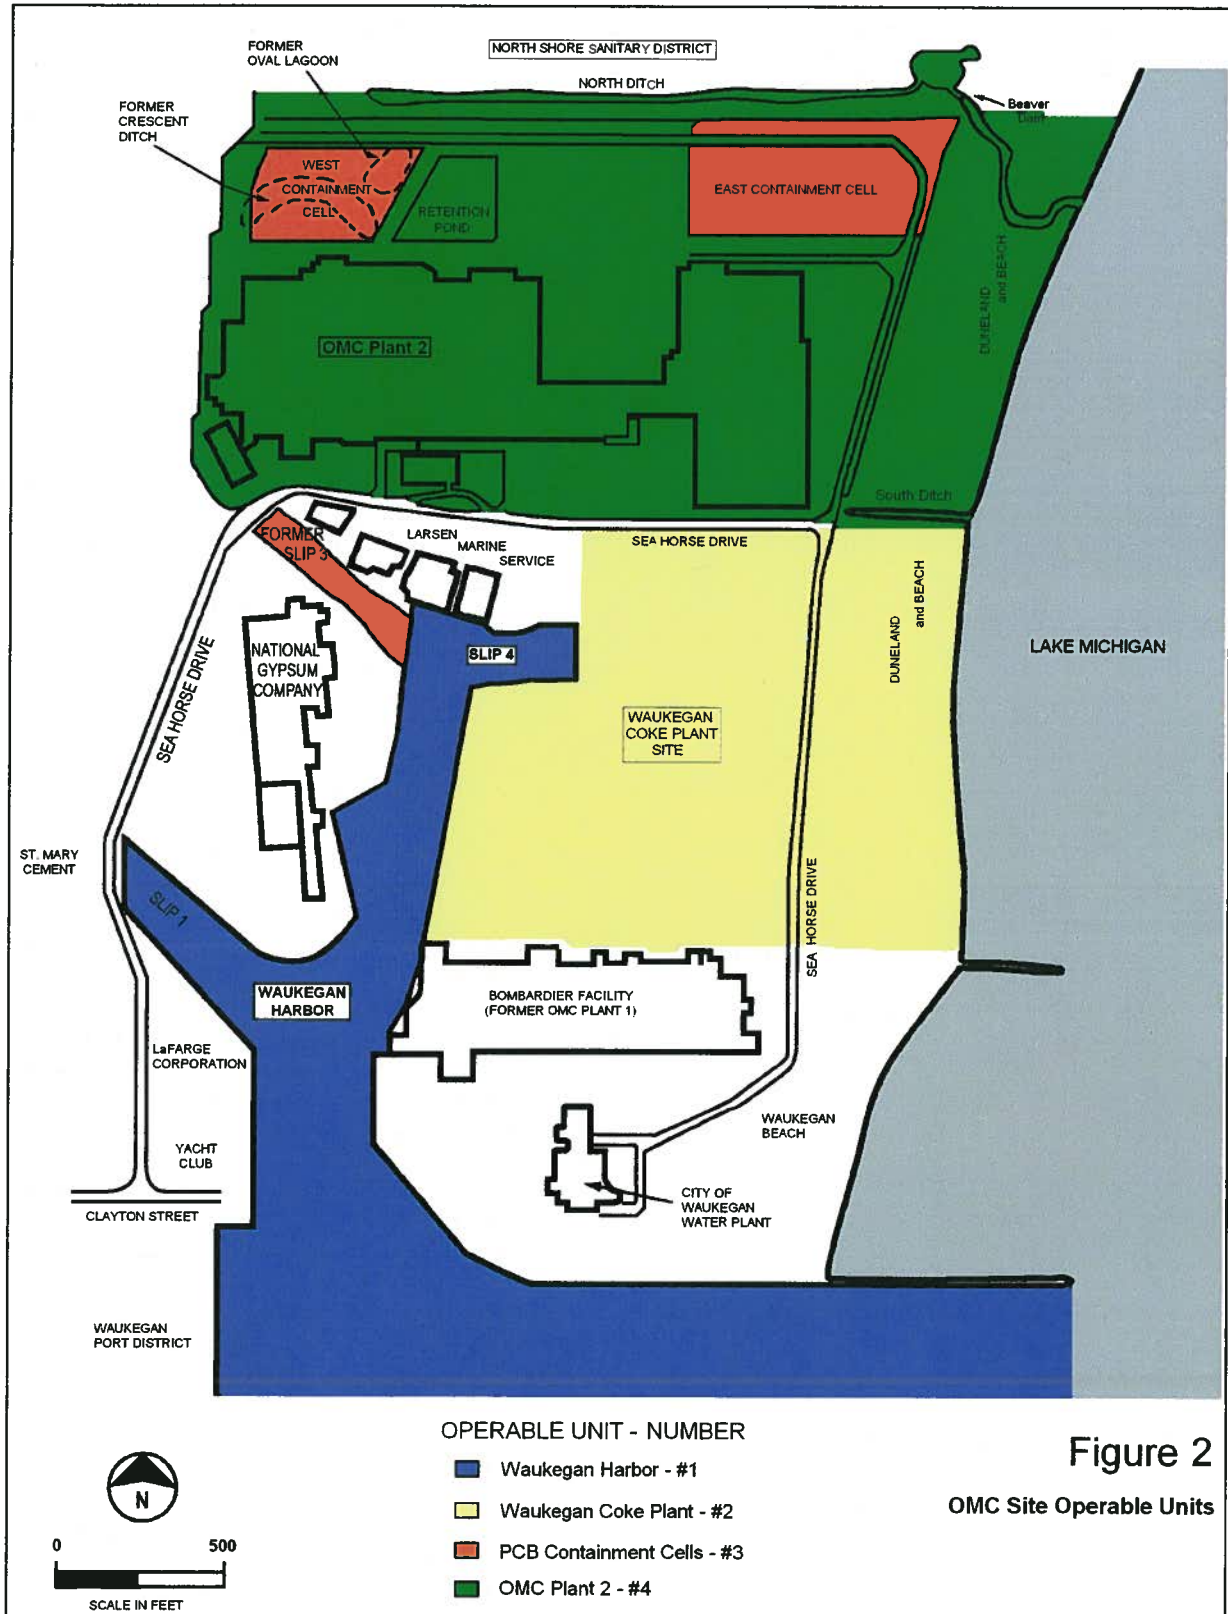 FORMER
OVAL LAGOON
NORTH SHORE SANITARY DISTRICT
NORTH DITCH
FORMER
CRESCENT
DITCH
Beaver
Dam
WEST
CONTAINMENT
CELL
RETENTION
POND
EAST CONTAINMENT CELL
DUNELAND
and BEACH
OMC Plant 2
South Ditch
FORMER
SLIP 3
LARSEN
MARINE
SERVICE
SEA HORSE DRIVE
DUNELAND
and BEACH
SLIP 4
LAKE MICHIGAN
NATIONAL
GYPSUM
COMPANY
SEA HORSE DRIVE
WAUKEGAN
COKE PLANT
SITE
ST. MARY
CEMENT
SLIP 1
SEA HORSE DRIVE
WAUKEGAN
HARBOR
BOMBARDIER FACILITY
(FORMER OMC PLANT 1)
LaFARGE
CORPORATION
WAUKEGAN
BEACH
YACHT
CLUB
CITY OF
WAUKEGAN
WATER PLANT
CLAYTON STREET
WAUKEGAN
PORT DISTRICT
OPERABLE UNIT - NUMBER
Waukegan Harbor - #1
Waukegan Coke Plant - #2
PCB Containment Cells - #3
OMC Plant 2 - #4
Figure 2
OMC Site Operable Units
N
0 500
SCALE IN FEET